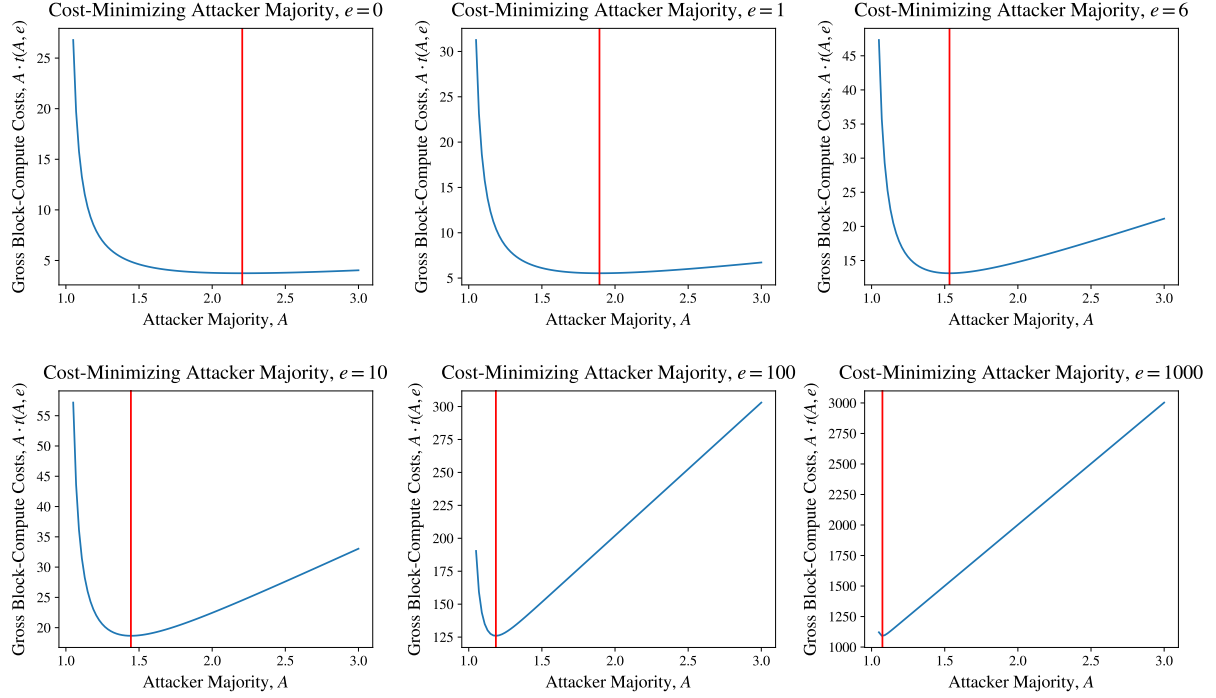 Cost-Minimizing Attacker Majority, e = 0
Gross Block-Compute Costs, A · t(A, e)
25
20
15
10
5
1.0 1.5 2.0 2.5 3.0
Attacker Majority, A
Cost-Minimizing Attacker Majority, e = 1
Gross Block-Compute Costs, A · t(A, e)
30
25
20
15
10
5
1.0 1.5 2.0 2.5 3.0
Attacker Majority, A
Cost-Minimizing Attacker Majority, e = 6
Gross Block-Compute Costs, A · t(A, e)
45
40
35
30
25
20
15
1.0 1.5 2.0 2.5 3.0
Attacker Majority, A
Cost-Minimizing Attacker Majority, e = 10
Gross Block-Compute Costs, A · t(A, e)
55
50
45
40
35
30
25
20
1.0 1.5 2.0 2.5 3.0
Attacker Majority, A
Cost-Minimizing Attacker Majority, e = 100
Gross Block-Compute Costs, A · t(A, e)
300
275
250
225
200
175
150
125
1.0 1.5 2.0 2.5 3.0
Attacker Majority, A
Cost-Minimizing Attacker Majority, e = 1000
Gross Block-Compute Costs, A · t(A, e)
3000
2750
2500
2250
2000
1750
1500
1250
1000
1.0 1.5 2.0 2.5 3.0
Attacker Majority, A